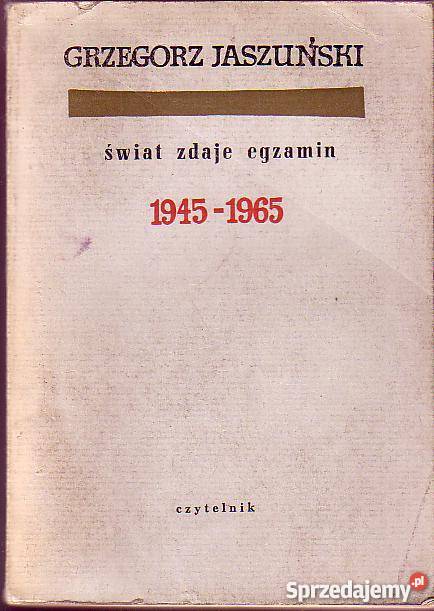 GRZEGORZ JASZUŃSKI
świat zdaje egzamin
1945-1965
czytelnik
Sprzedajemy.pl